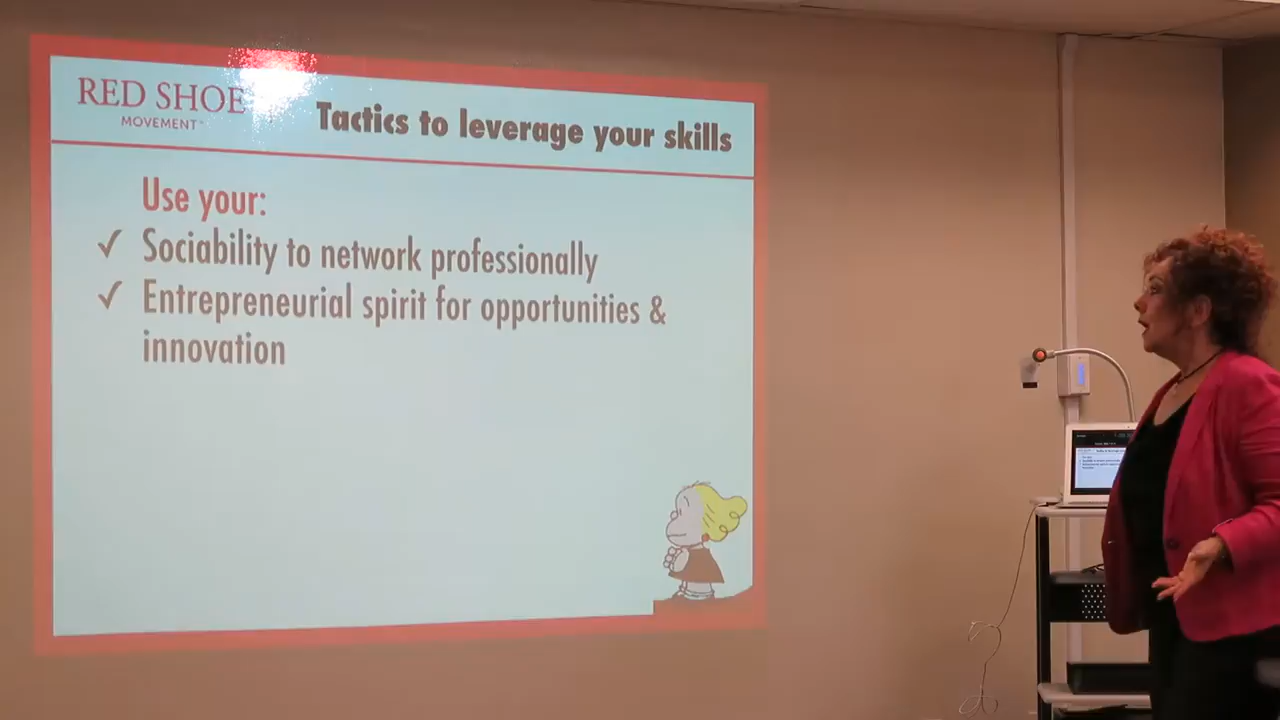 RED SHOE
MOVEMENT™
Tactics to leverage your skills
Use your:
✓ Sociability to network professionally
✓ Entrepreneurial spirit for opportunities &
innovation